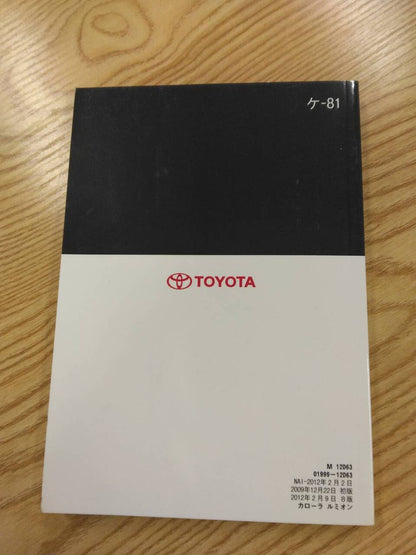 ケ-81
TOYOTA
M 12063
01999-12063
NAI-2012年2月2日
2009年12月22日 初版
2012年2月9日 8版
カローラ ルミオン